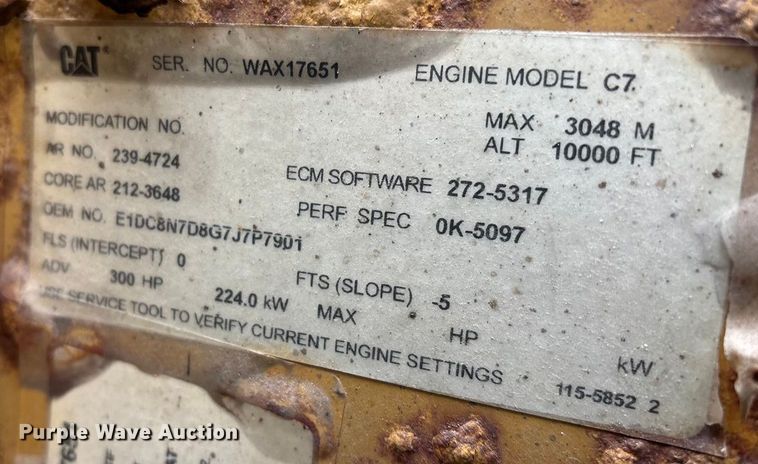 CAT® SER. NO. WAX17651 ENGINE MODEL C7
MODIFICATION NO. MAX 3048 M
AR NO. 239-4724 ALT 10000 FT
CORE AR 212-3648 ECM SOFTWARE 272-5317
OEM NO. E1DC8N7D8G7J7P7901 PERF SPEC 0K-5097
FLS (INTERCEPT) 0 FTS (SLOPE) -5
ADV 300 HP 224.0 kW MAX HP kW
USE SERVICE TOOL TO VERIFY CURRENT ENGINE SETTINGS 115-5852 2
Purple Wave Auction